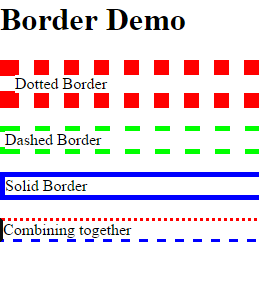 Border Demo
Dotted Border
Dashed Border
Solid Border
Combining together